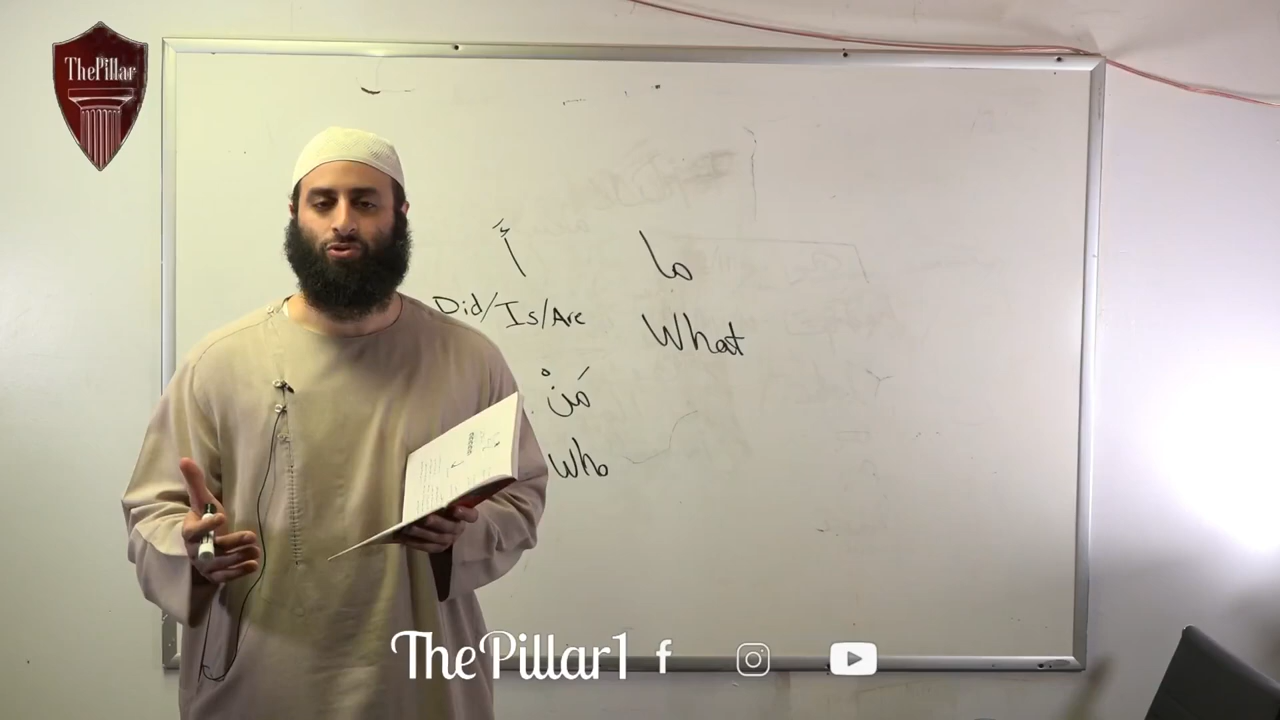 ThePillar
أَ
ما
Did/Is/Are
What
مَنْ
Who
ThePillar1